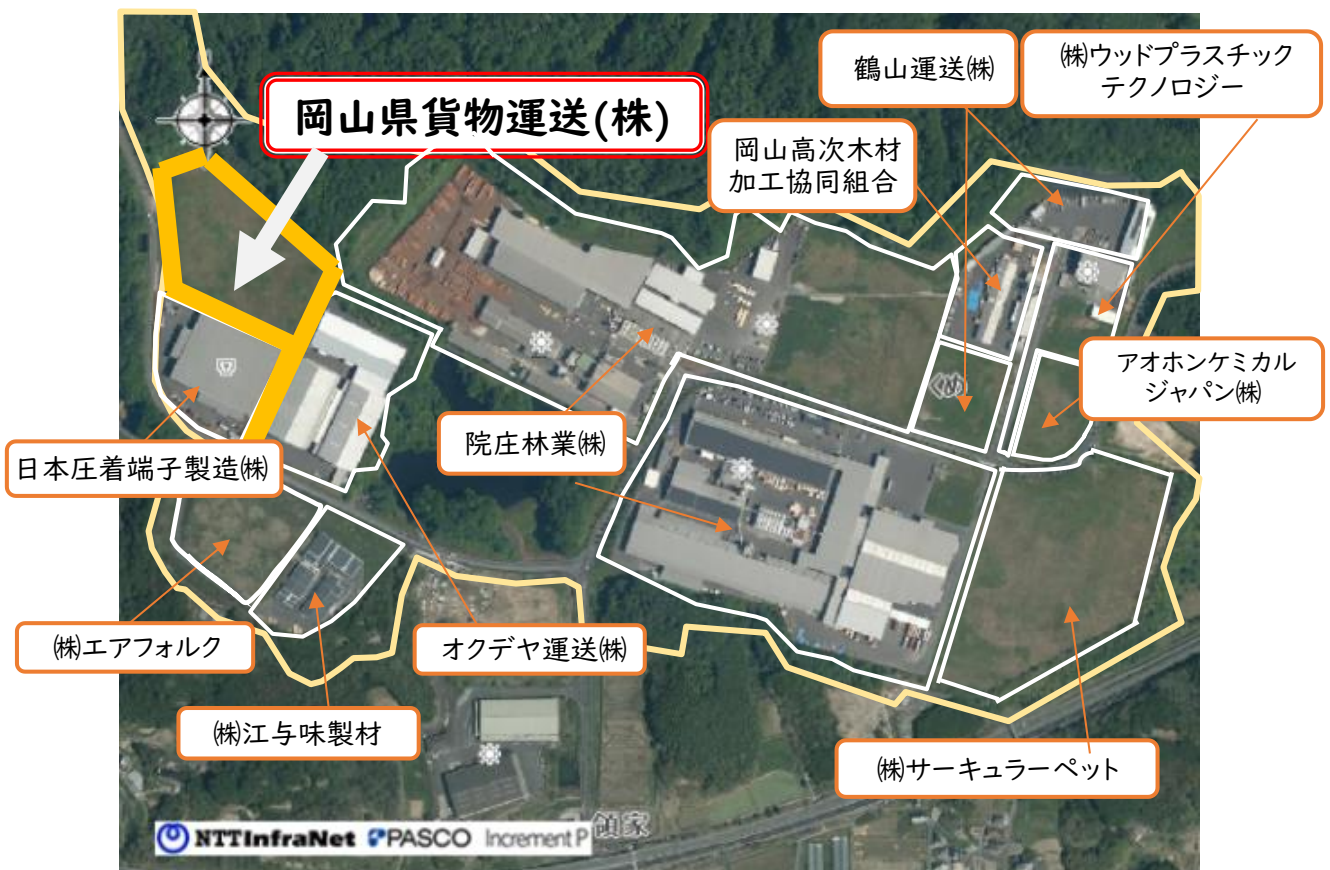 鶴山運送㈱
㈱ウッドプラスチック
テクノロジー
岡山県貨物運送(株)
岡山高次木材
加工協同組合
アオホンケミカル
ジャパン㈱
院庄林業㈱
日本圧着端子製造㈱
㈱エアフォルク
オクデヤ運送㈱
㈱江与味製材
㈱サーキュラーペット
領家
NTTInfraNet PASCO Increment P